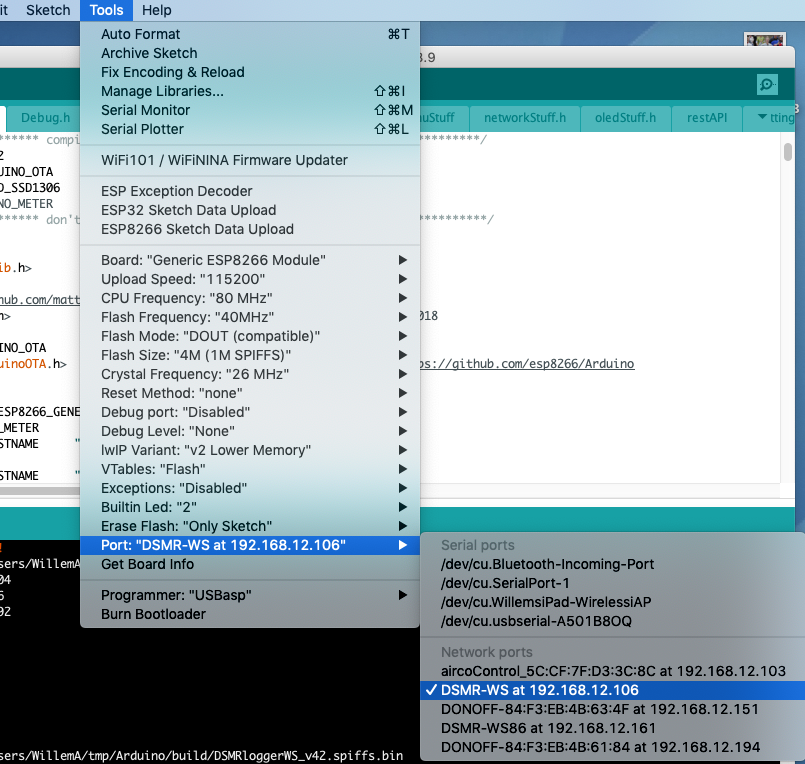 it Sketch Tools Help
3.9
Auto Format ⌘T
Archive Sketch
Fix Encoding & Reload
Manage Libraries... ⇧⌘I
Serial Monitor ⇧⌘M
Serial Plotter ⇧⌘L
WiFi101 / WiFiNINA Firmware Updater
ESP Exception Decoder
ESP32 Sketch Data Upload
ESP8266 Sketch Data Upload
Board: "Generic ESP8266 Module"
Upload Speed: "115200"
CPU Frequency: "80 MHz"
Flash Frequency: "40MHz"
Flash Mode: "DOUT (compatible)"
Flash Size: "4M (1M SPIFFS)"
Crystal Frequency: "26 MHz"
Reset Method: "none"
Debug port: "Disabled"
Debug Level: "None"
lwIP Variant: "v2 Lower Memory"
VTables: "Flash"
Exceptions: "Disabled"
Builtin Led: "2"
Erase Flash: "Only Sketch"
Port: "DSMR-WS at 192.168.12.106"
Get Board Info
Programmer: "USBasp"
Burn Bootloader
Serial ports
/dev/cu.Bluetooth-Incoming-Port
/dev/cu.SerialPort-1
/dev/cu.WillemsiPad-WirelessiAP
/dev/cu.usbserial-A501B8OQ
Network ports
aircoControl_5C:CF:7F:D3:3C:8C at 192.168.12.103
✓ DSMR-WS at 192.168.12.106
DONOFF-84:F3:EB:4B:63:4F at 192.168.12.151
DSMR-WS86 at 192.168.12.161
DONOFF-84:F3:EB:4B:61:84 at 192.168.12.194
Debug.h nuStuff networkStuff.h oledStuff.h restAPI tting
****** compi *********/
2
UINO_OTA
D_SSD1306
NO_METER
****** don't **********/
ib.h>
hub.com/matt
h> 018
INO_OTA
uinoOTA.h> ps://github.com/esp8266/Arduino
ESP8266_GENE
_METER
STNAME "
STNAME "
!
sers/WillemA
04
6
92
sers/WillemA/tmp/Arduino/build/DSMRloggerWS_v42.spiffs.bin